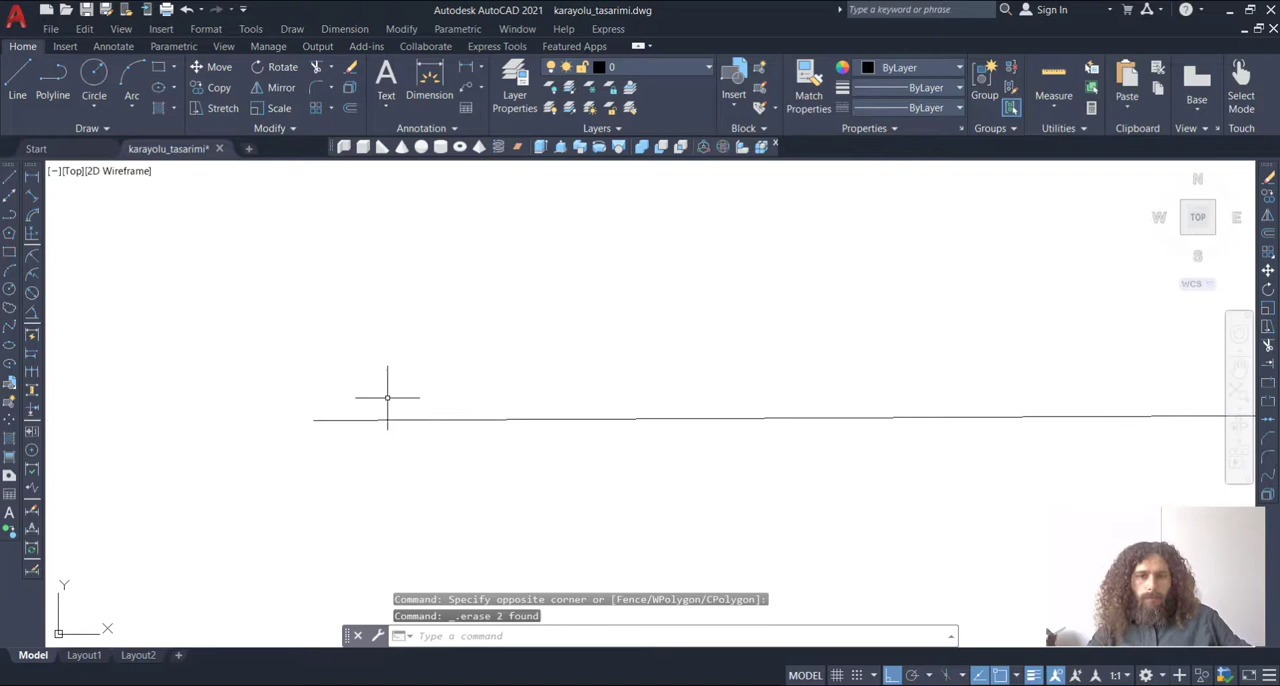 Autodesk AutoCAD 2021 karayolu_tasarimi.dwg Type a keyword or phrase Sign In
File Edit View Insert Format Tools Draw Dimension Modify Parametric Window Help Express
Home Insert Annotate Parametric View Manage Output Add-ins Collaborate Express Tools Featured Apps
Move Rotate 0 ByLayer
Line Polyline Circle Arc Copy Mirror Text Dimension Layer Properties Insert Match Properties ByLayer Group Measure Paste Base Select Mode
Stretch Scale ByLayer
Draw Modify Annotation Layers Block Properties Groups Utilities Clipboard View Touch
Start karayolu_tasarimi*
[−][Top][2D Wireframe]
N
W TOP E
S
WCS
Y
X
Command: Specify opposite corner or [Fence/WPolygon/CPolygon]:
Command: _.erase 2 found
Type a command
Model Layout1 Layout2
MODEL 1:1